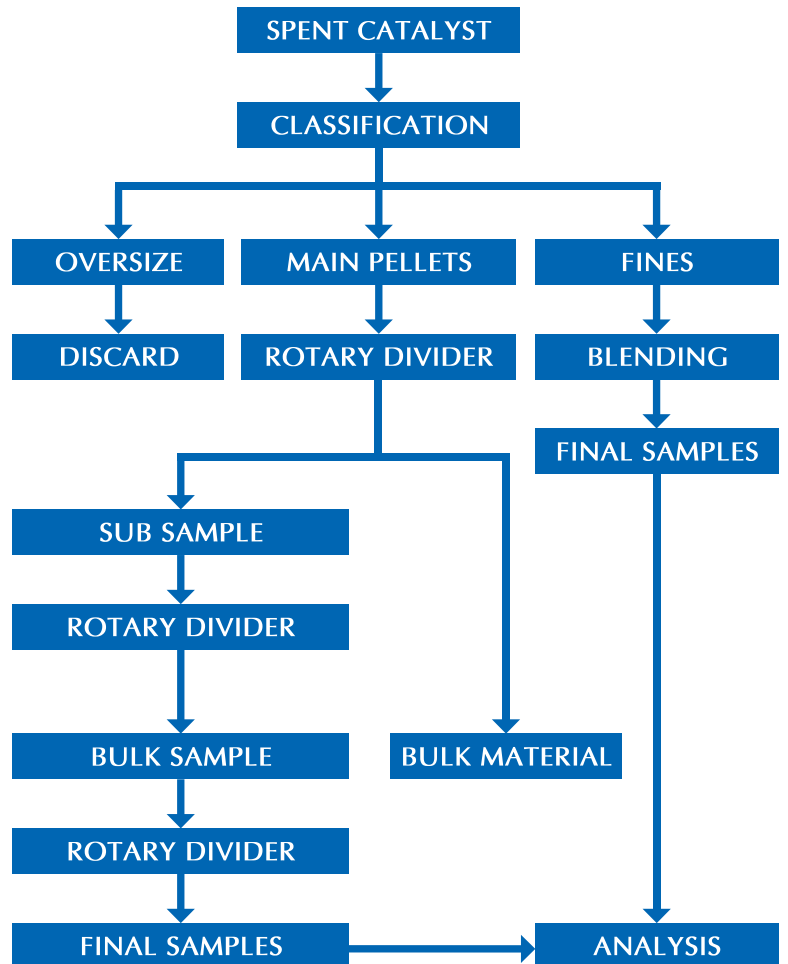 SPENT CATALYST
CLASSIFICATION
OVERSIZE
MAIN PELLETS
FINES
DISCARD
ROTARY DIVIDER
BLENDING
FINAL SAMPLES
SUB SAMPLE
ROTARY DIVIDER
BULK SAMPLE
BULK MATERIAL
ROTARY DIVIDER
FINAL SAMPLES
ANALYSIS